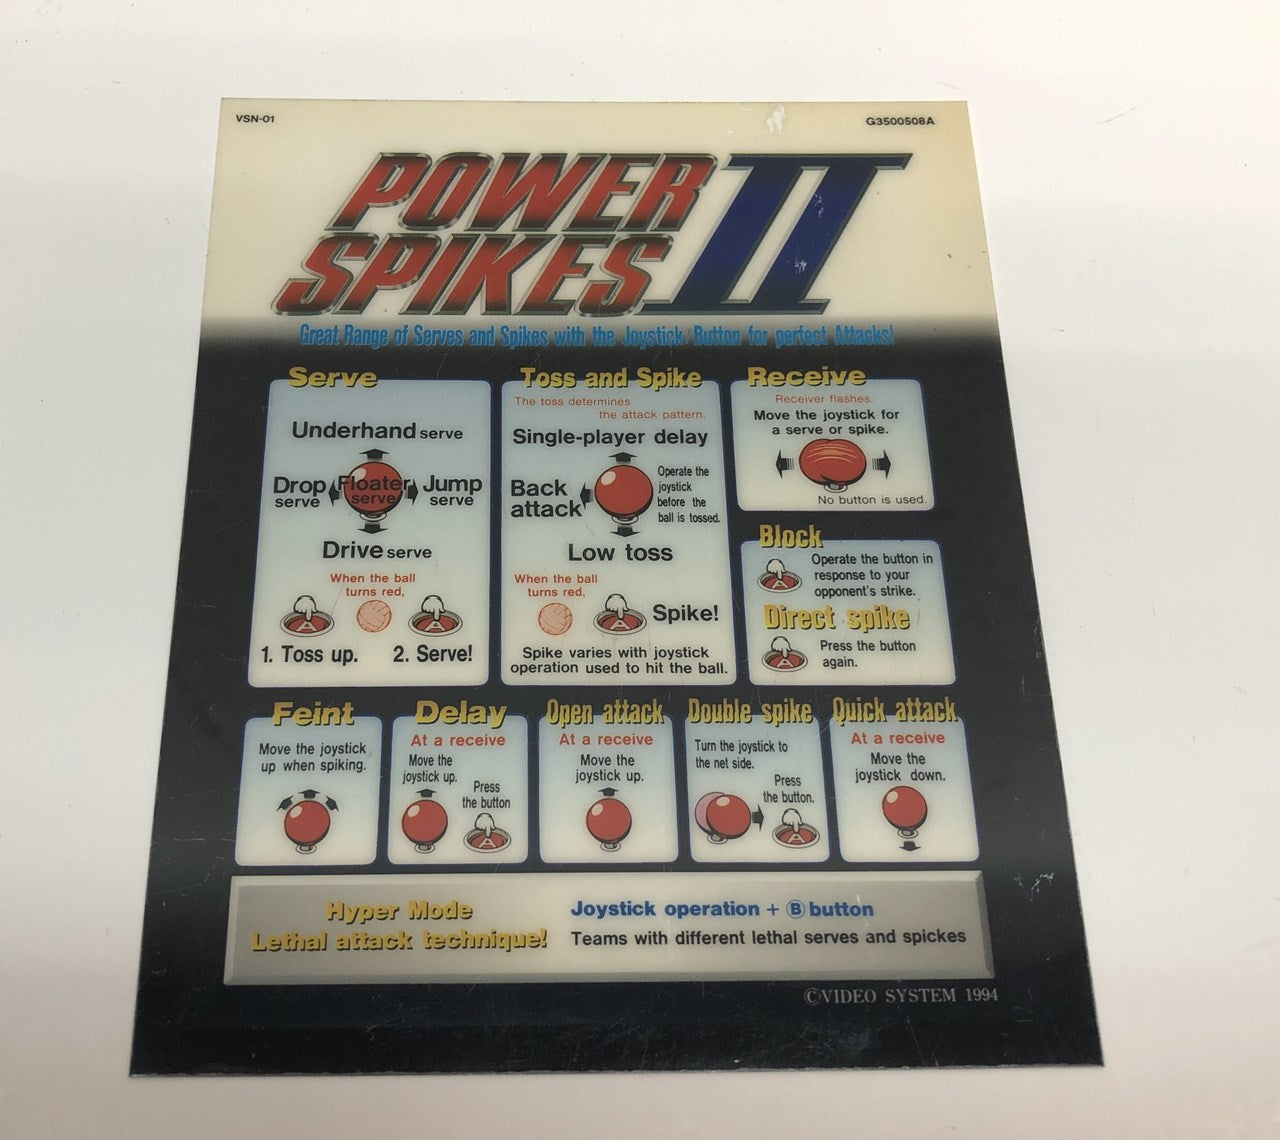 VSN-01
G3500508A
POWER
SPIKES II
Great Range of Serves and Spikes with the Joystick/Button for perfect Attacks!
Serve
Underhand serve
Drop serve
Floater serve
Jump serve
Drive serve
When the ball
turns red,
A
A
1. Toss up. 2. Serve!
Toss and Spike
The toss determines
the attack pattern.
Single-player delay
Back
attack
Operate the
joystick
before the
ball is tossed.
Low toss
When the ball
turns red,
A
Spike!
Spike varies with joystick
operation used to hit the ball.
Receive
Receiver flashes.
Move the joystick for
a serve or spike.
No button is used.
Block
A
Operate the button in
response to your
opponent's strike.
Direct spike
A
Press the button
again.
Feint
Move the joystick
up when spiking.
Delay
At a receive
Move the
joystick up.
Press
the button
A
Open attack
At a receive
Move the
joystick up.
Double spike
Turn the joystick to
the net side.
Press
the button.
A
Quick attack
At a receive
Move the
joystick down.
Hyper Mode
Lethal attack technique!
Joystick operation + Ⓑ button
Teams with different lethal serves and spickes
©VIDEO SYSTEM 1994